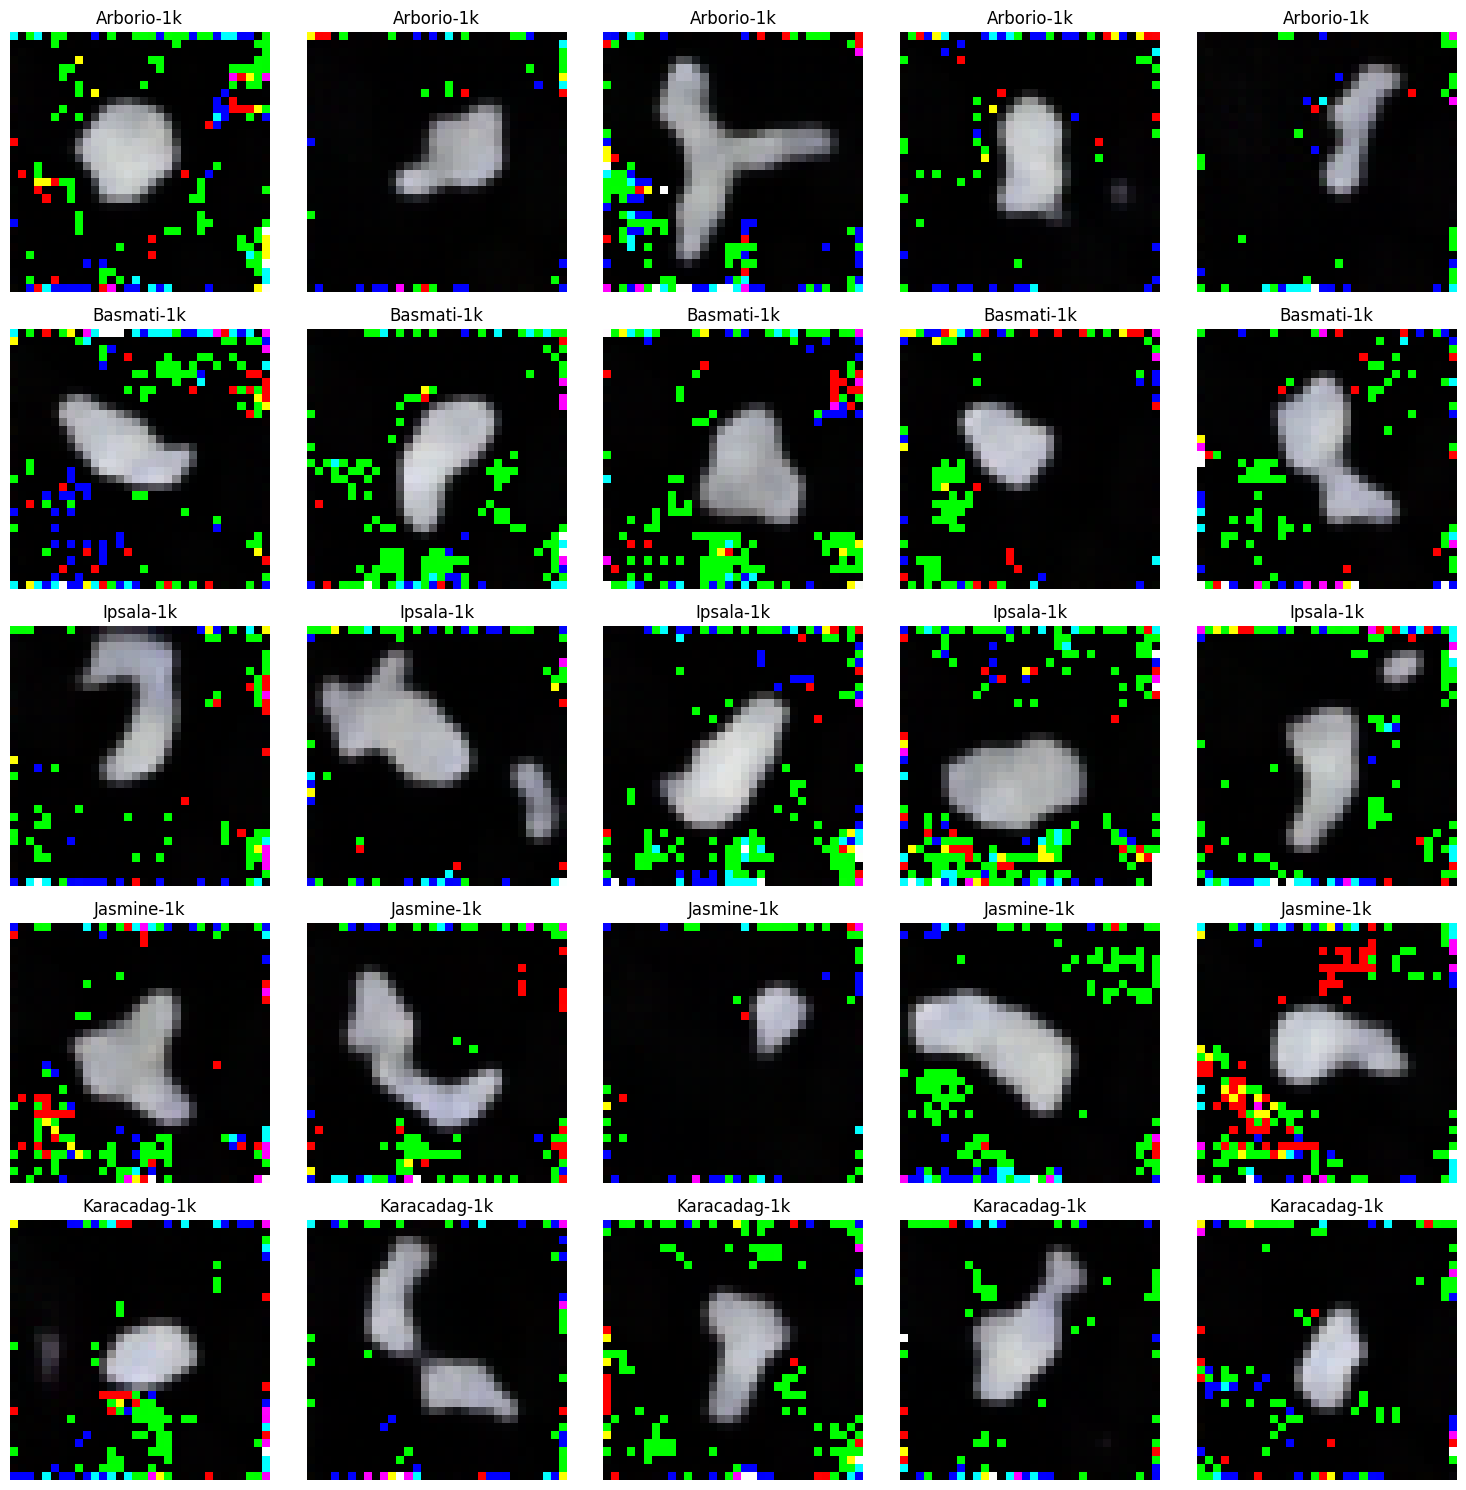 Arborio-1k Arborio-1k Arborio-1k Arborio-1k Arborio-1k
Basmati-1k Basmati-1k Basmati-1k Basmati-1k Basmati-1k
Ipsala-1k Ipsala-1k Ipsala-1k Ipsala-1k Ipsala-1k
Jasmine-1k Jasmine-1k Jasmine-1k Jasmine-1k Jasmine-1k
Karacadag-1k Karacadag-1k Karacadag-1k Karacadag-1k Karacadag-1k